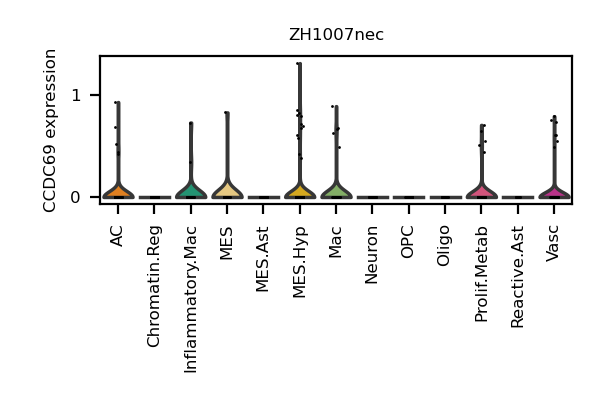 ZH1007nec
CCDC69 expression
1
0
AC
Chromatin.Reg
Inflammatory.Mac
MES
MES.Ast
MES.Hyp
Mac
Neuron
OPC
Oligo
Prolif.Metab
Reactive.Ast
Vasc